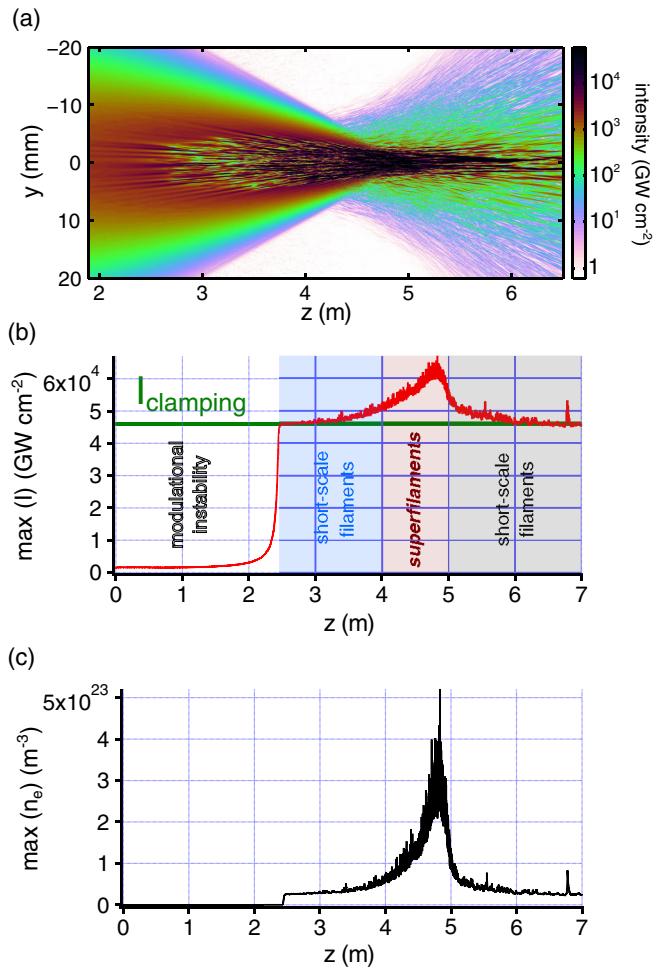 (a)
-20
-10
0
10
20
y (mm)
2
3
4
5
6
z (m)
10^4
10^3
10^2
10^1
1
intensity (GW cm^-2)
(b)
6x10^4
5
4
3
2
1
0
max (I) (GW cm^-2)
I_clamping
modulational
instability
short-scale
filaments
superfilaments
short-scale
filaments
0
1
2
3
4
5
6
7
z (m)
(c)
5x10^23
4
3
2
1
0
max (n_e) (m^-3)
0
1
2
3
4
5
6
7
z (m)